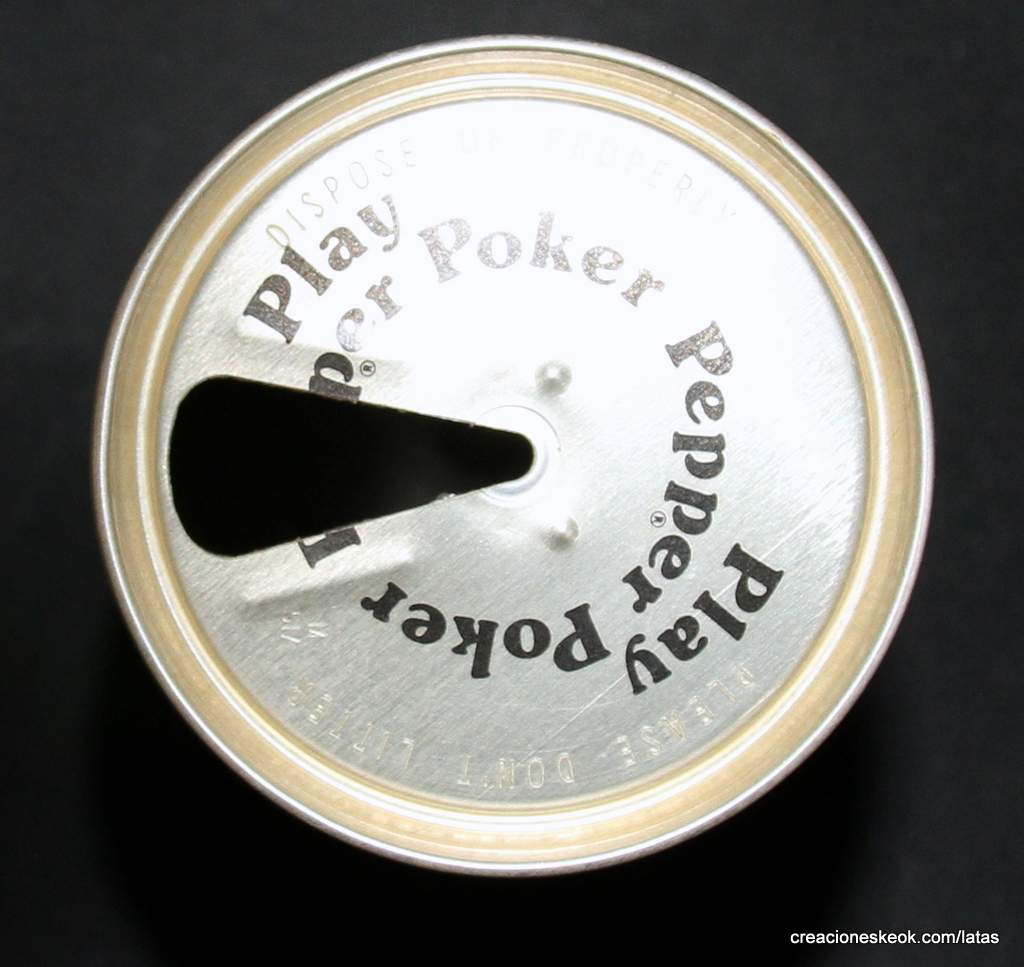 DISPOSE OF PROPERLY
Play
Pepper Poker
Pepper®
Play
Poker
®
PLEASE DON'T LITTER
creacioneskeok.com/latas